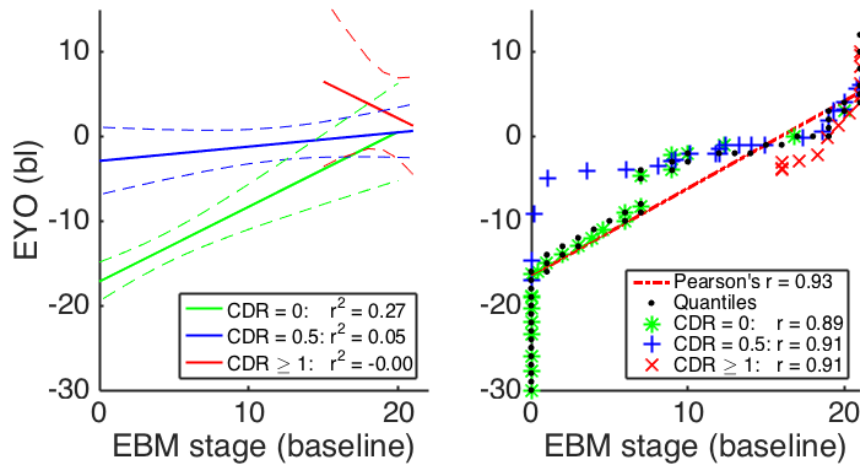 EYO (bl)
10
0
-10
-20
-30
0
10
20
EBM stage (baseline)
CDR = 0: r² = 0.27
CDR = 0.5: r² = 0.05
CDR ≥ 1: r² = -0.00
10
0
-10
-20
-30
0
10
20
EBM stage (baseline)
Pearson's r = 0.93
Quantiles
CDR = 0: r = 0.89
CDR = 0.5: r = 0.91
CDR ≥ 1: r = 0.91